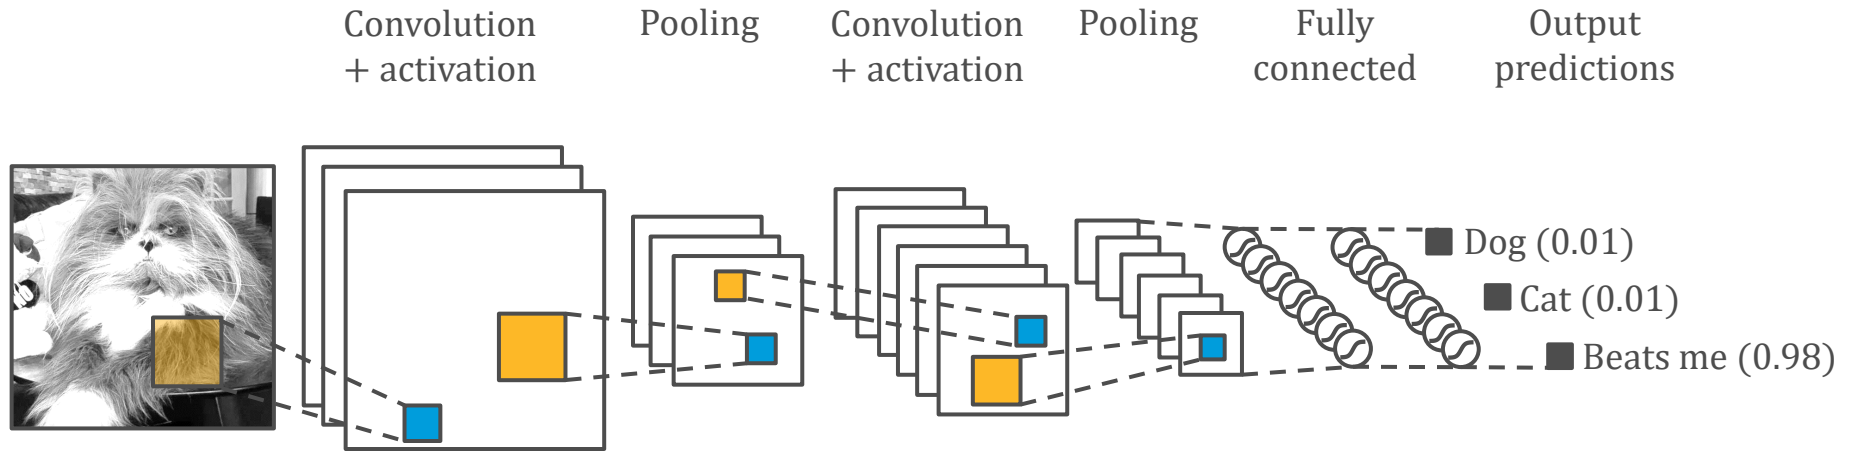 Convolution
+ activation
Pooling
Convolution
+ activation
Pooling
Fully
connected
Output
predictions
Dog (0.01)
Cat (0.01)
Beats me (0.98)